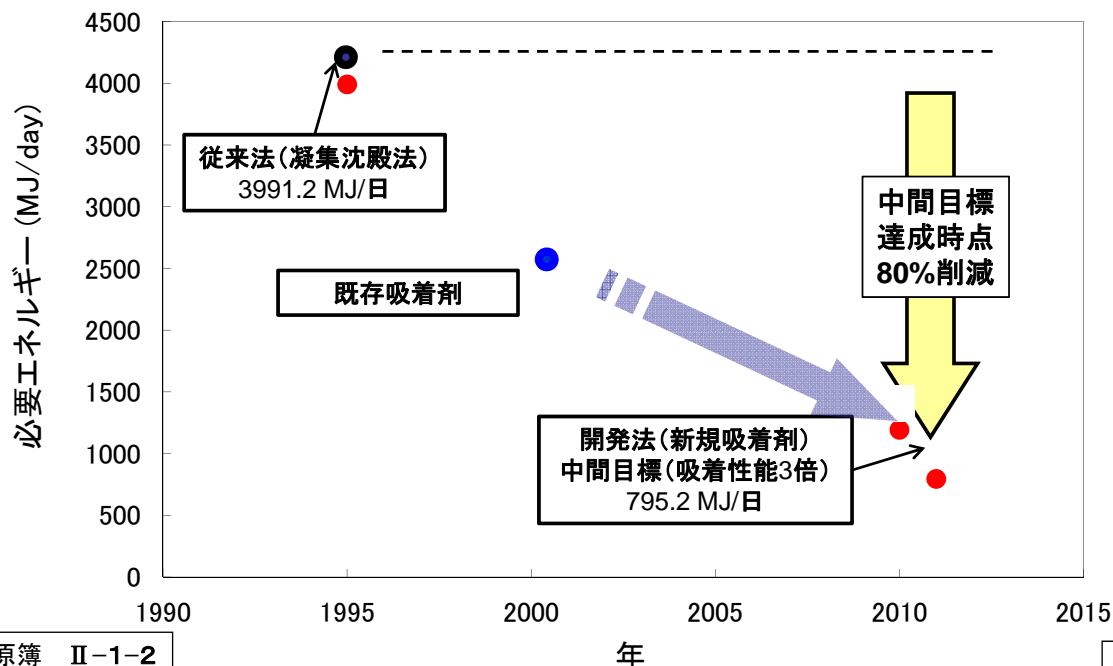 4500
4000
3500
3000
2500
2000
1500
1000
500
0
必要エネルギー (MJ/day)
従来法(凝集沈殿法)
3991.2 MJ/日
既存吸着剤
中間目標
達成時点
80%削減
開発法(新規吸着剤)
中間目標(吸着性能3倍)
795.2 MJ/日
1990 1995 2000 2005 2010 2015
年
原簿 Ⅱ-1-2